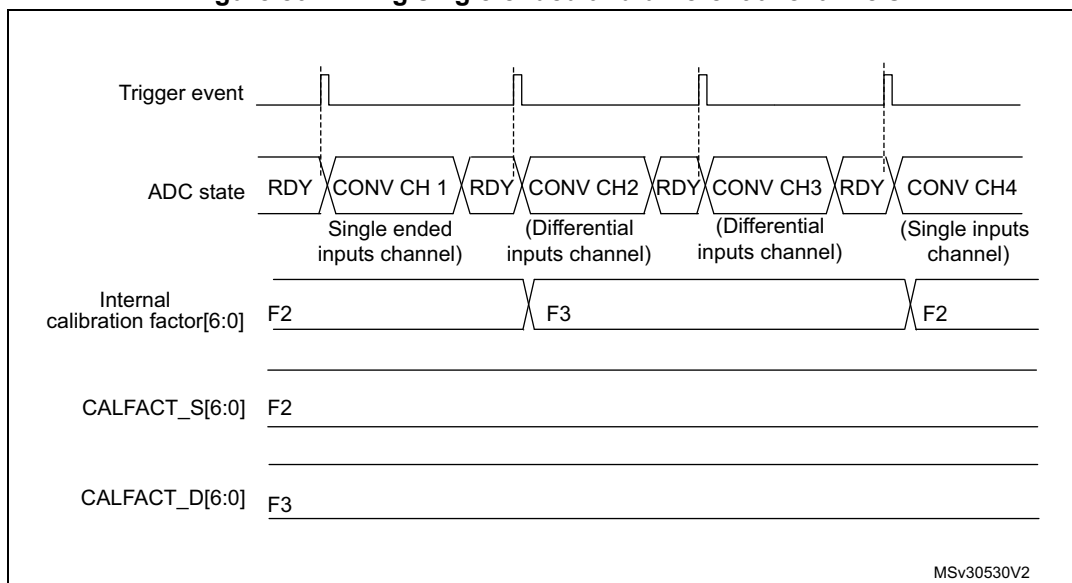 Trigger event
ADC state
RDY
CONV CH 1
RDY
CONV CH2
RDY
CONV CH3
RDY
CONV CH4
Single ended
inputs channel)
(Differential
inputs channel)
(Differential
inputs channel)
(Single inputs
channel)
Internal
calibration factor[6:0]
F2
F3
F2
CALFACT_S[6:0]
F2
CALFACT_D[6:0]
F3
MSv30530V2